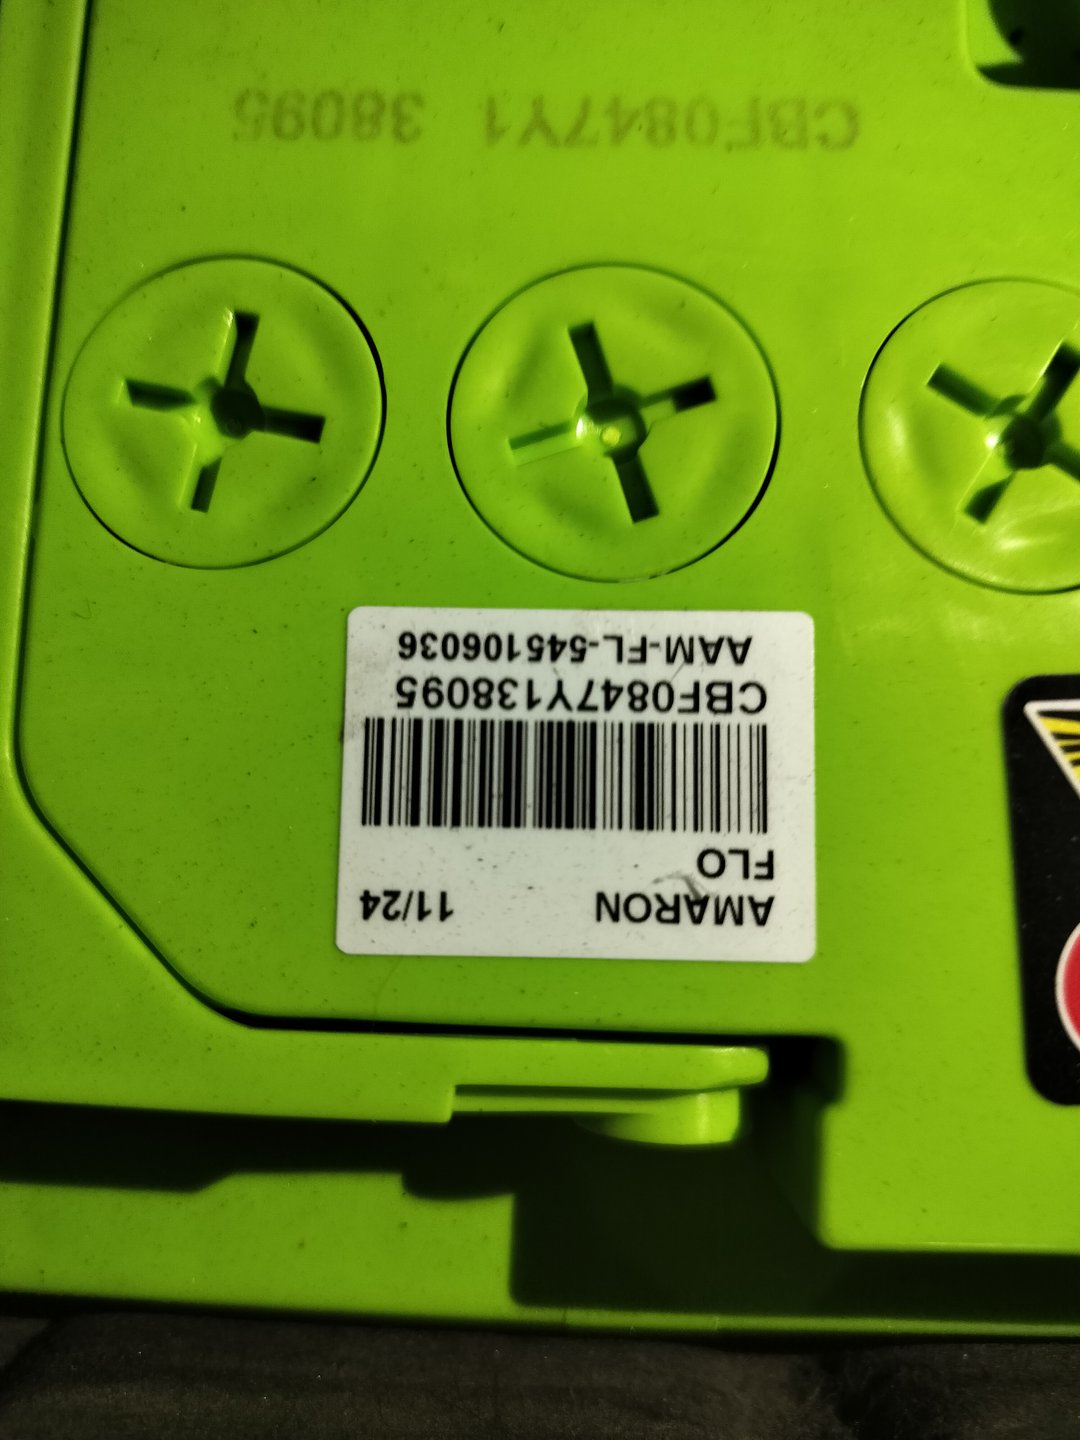 AMARON 11/24
FLO
CBF0847Y138095
AAM-FL-545106036
CBF0847Y1 38095